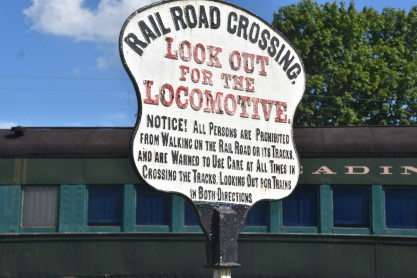 RAIL ROAD CROSSING.
LOOK OUT
FOR THE
LOCOMOTIVE.
NOTICE! ALL PERSONS ARE PROHIBITED
FROM WALKING ON THE RAIL ROAD OR ITS TRACKS,
AND ARE WARNED TO USE CARE AT ALL TIMES IN
CROSSING THE TRACKS. LOOKING OUT FOR TRAINS
IN BOTH DIRECTIONS
ADING